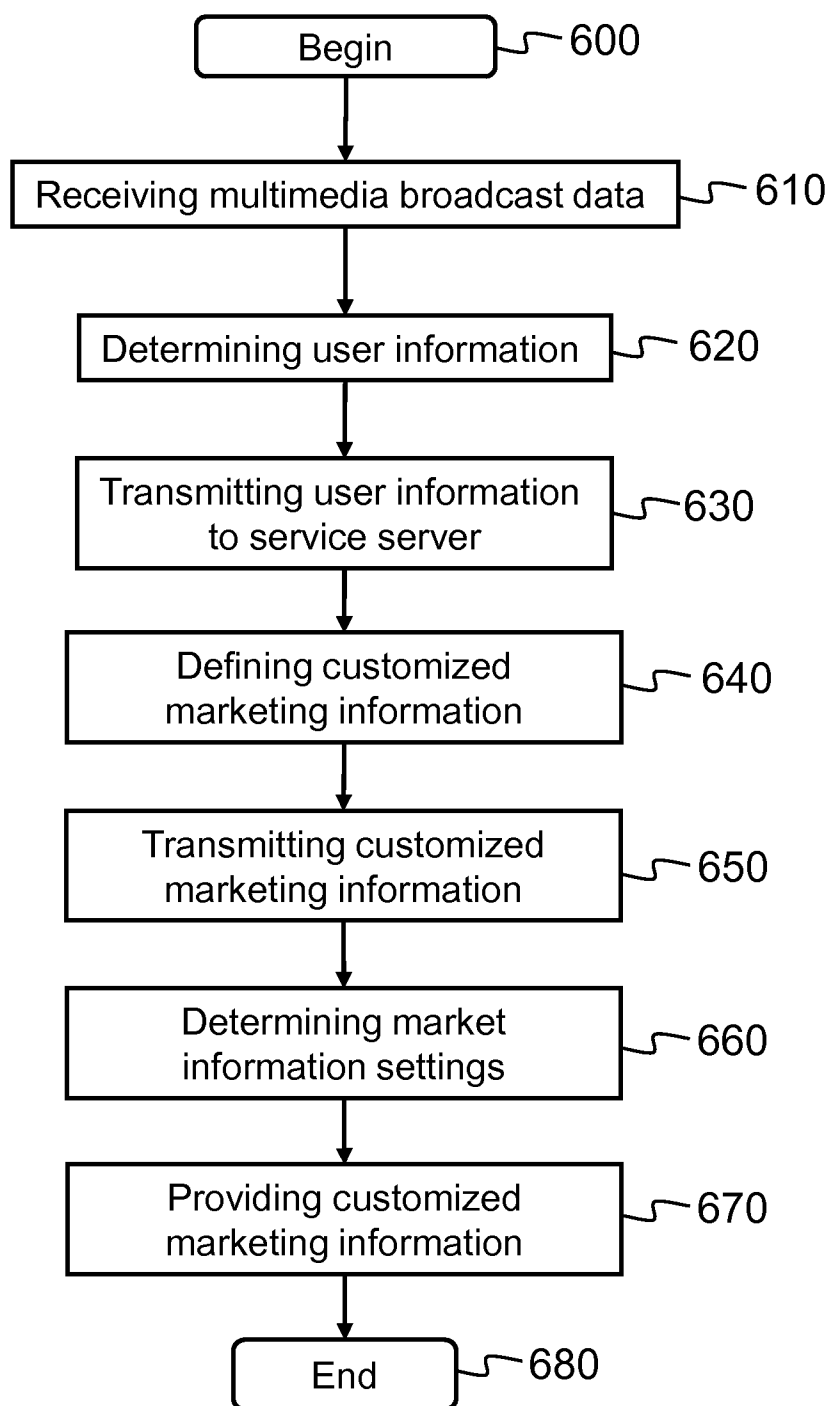 Begin
600
Receiving multimedia broadcast data
610
Determining user information
620
Transmitting user information
to service server
630
Defining customized
marketing information
640
Transmitting customized
marketing information
650
Determining market
information settings
660
Providing customized
marketing information
670
End
680